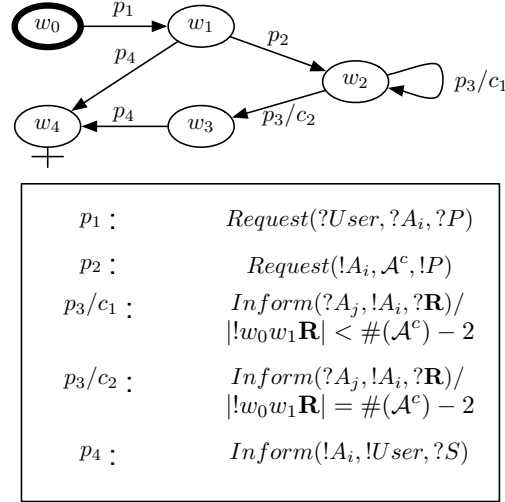 w₀ p₁ w₁ p₂ w₂ p₃/c₁
p₄
w₄ p₄ w₃ p₃/c₂
p₁ : Request(?User, ?Aᵢ, ?P)
p₂ : Request(!Aᵢ, 𝒜ᶜ, !P)
p₃/c₁ : Inform(?Aⱼ, !Aᵢ, ?𝐑)/
|!w₀w₁𝐑| < #(𝒜ᶜ) − 2
p₃/c₂ : Inform(?Aⱼ, !Aᵢ, ?𝐑)/
|!w₀w₁𝐑| = #(𝒜ᶜ) − 2
p₄ : Inform(!Aᵢ, !User, ?S)